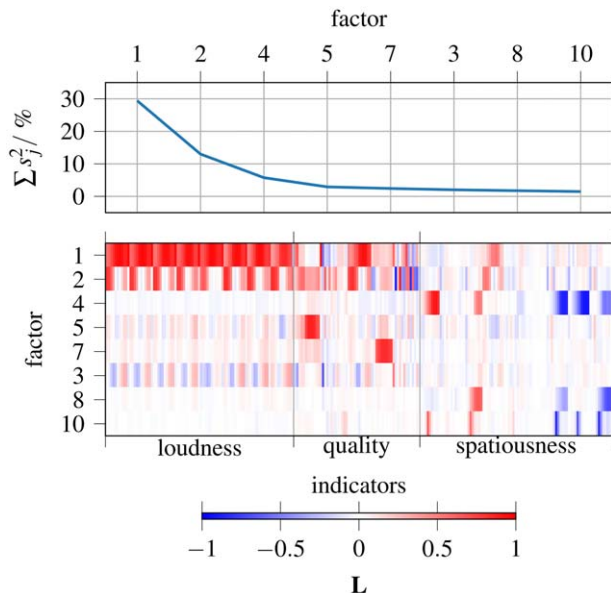 factor
1 2 4 5 7 3 8 10
30
20
10
0
Σ s_j^2 / %
1
2
4
5
7
3
8
10
factor
loudness quality spatiousness
indicators
−1 −0.5 0 0.5 1
L